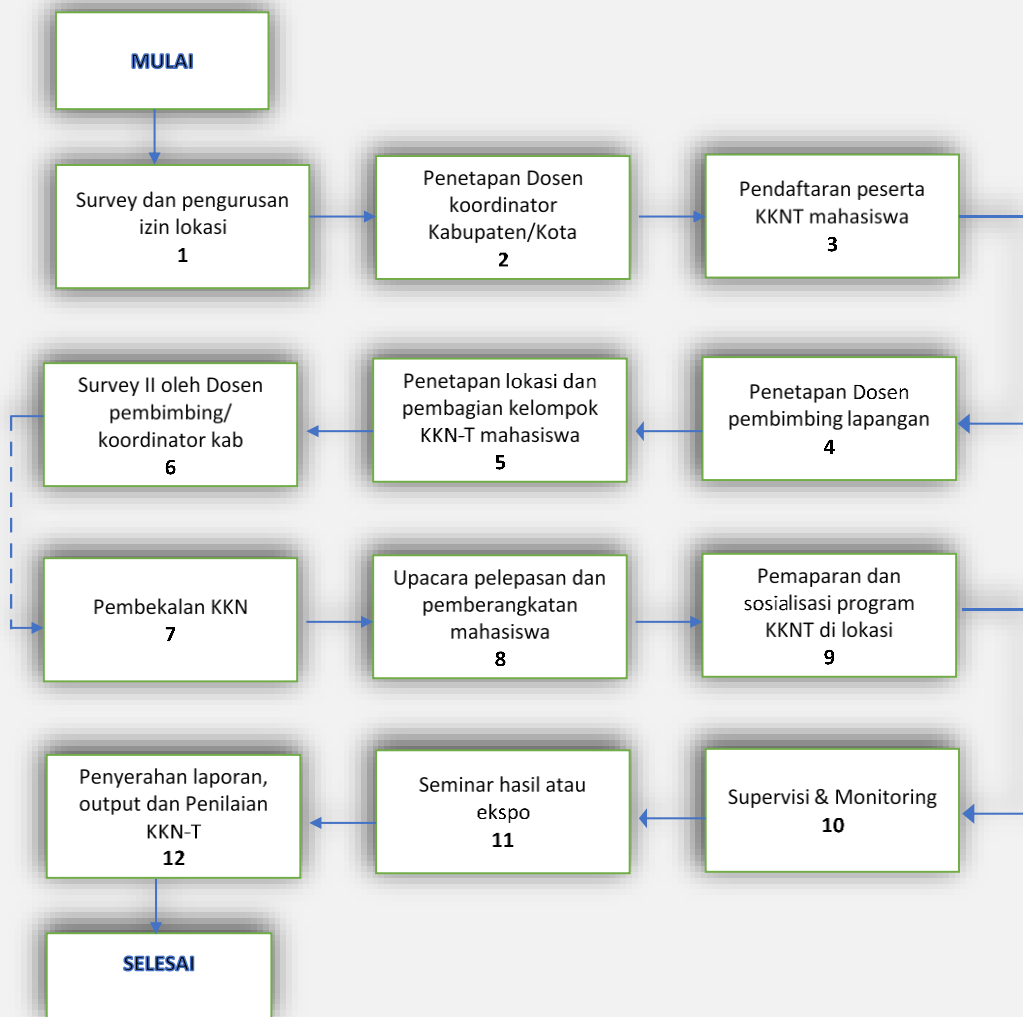 MULAI
Survey dan pengurusan
izin lokasi
1
Penetapan Dosen
koordinator
Kabupaten/Kota
2
Pendaftaran peserta
KKNT mahasiswa
3
Penetapan Dosen
pembimbing lapangan
4
Penetapan lokasi dan
pembagian kelompok
KKN-T mahasiswa
5
Survey II oleh Dosen
pembimbing/
koordinator kab
6
Pembekalan KKN
7
Upacara pelepasan dan
pemberangkatan
mahasiswa
8
Pemaparan dan
sosialisasi program
KKNT di lokasi
9
Supervisi & Monitoring
10
Seminar hasil atau
ekspo
11
Penyerahan laporan,
output dan Penilaian
KKN-T
12
SELESAI